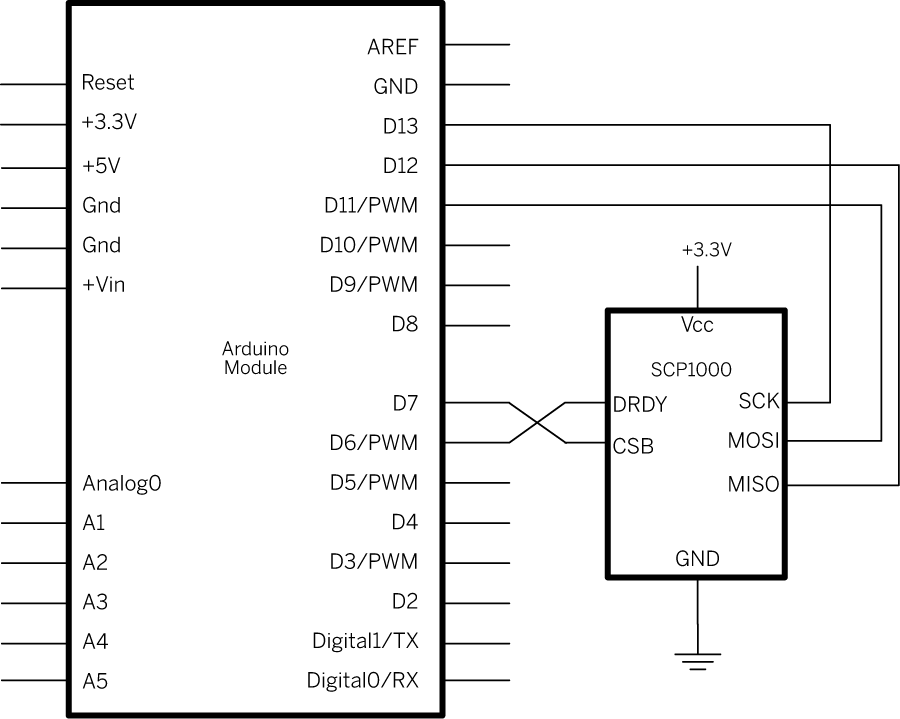 Reset
+3.3V
+5V
Gnd
Gnd
+Vin
Analog0
A1
A2
A3
A4
A5
Arduino
Module
AREF
GND
D13
D12
D11/PWM
D10/PWM
D9/PWM
D8
D7
D6/PWM
D5/PWM
D4
D3/PWM
D2
Digital1/TX
Digital0/RX
+3.3V
Vcc
SCP1000
DRDY
CSB
SCK
MOSI
MISO
GND